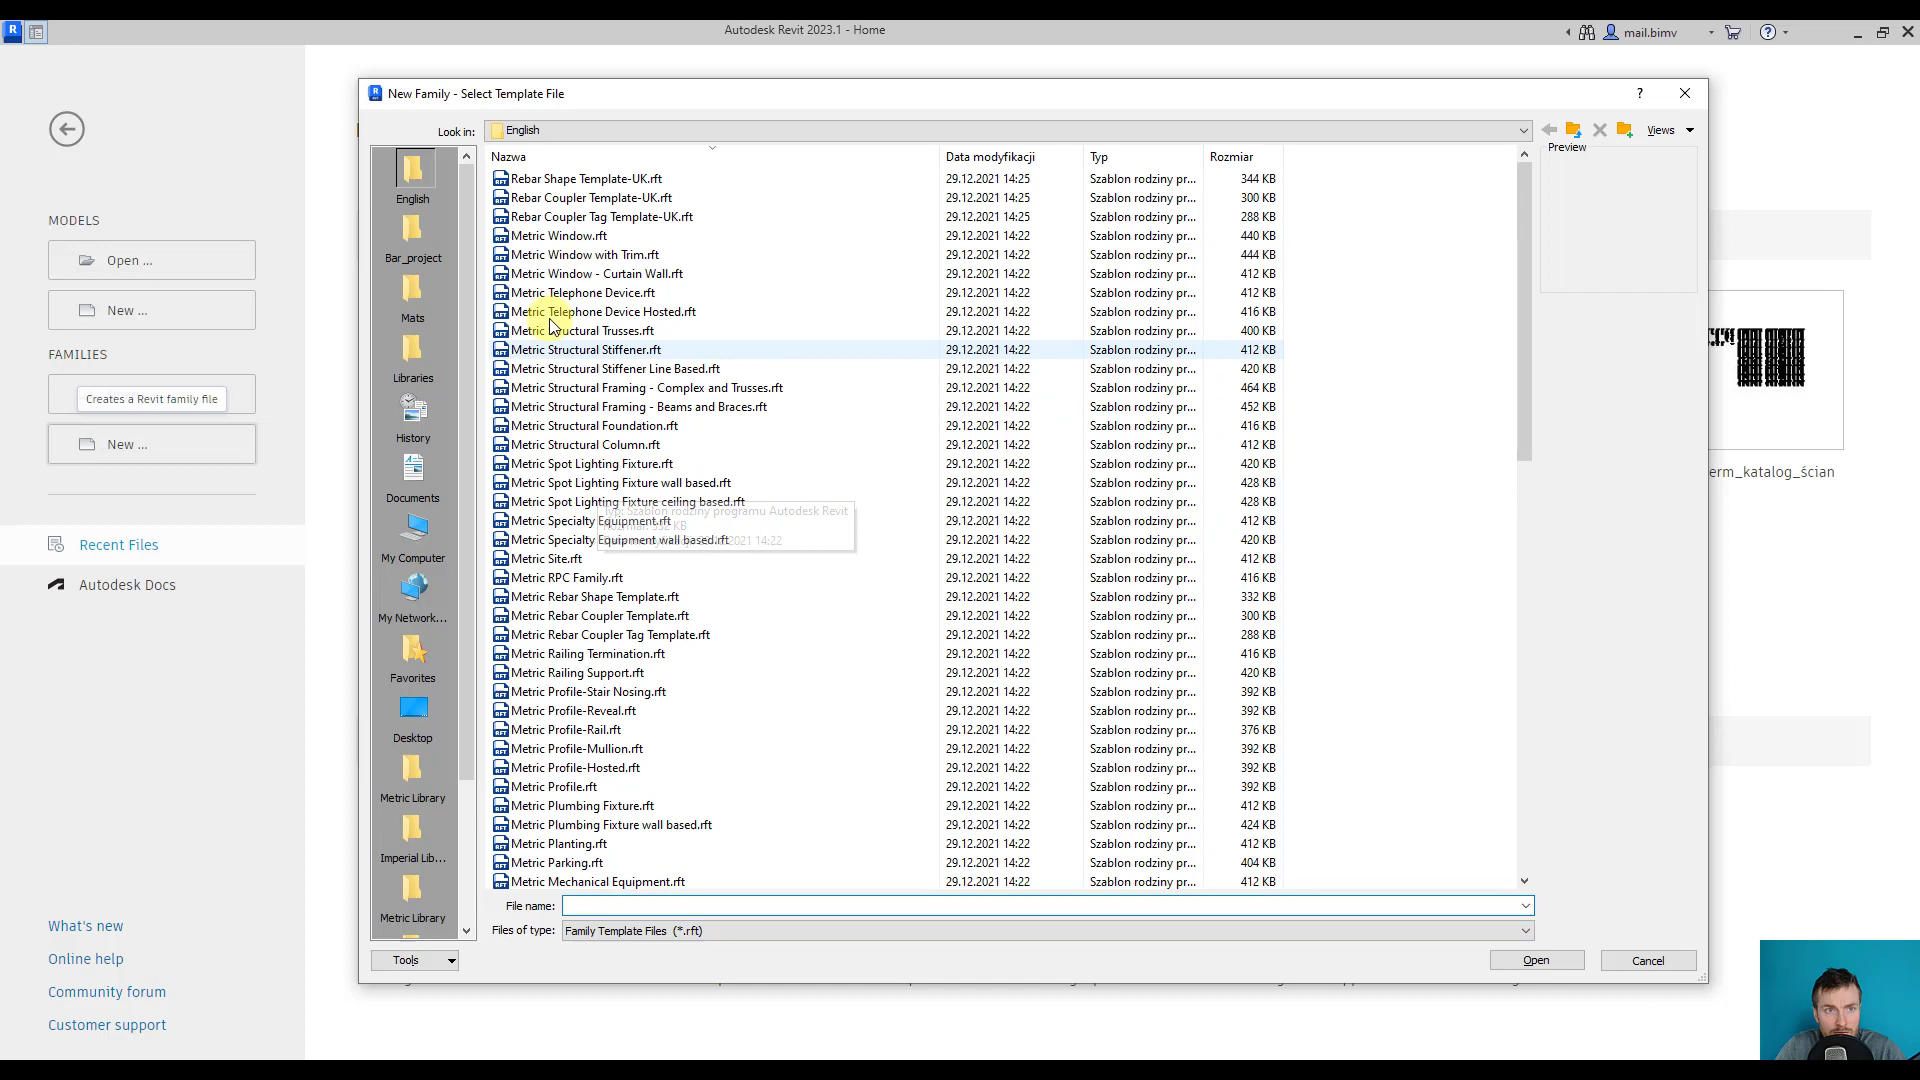 Autodesk Revit 2023.1 - Home
mail.bimv
New Family - Select Template File
Look in:
English
Views
Preview
English
Bar_project
Mats
Libraries
History
Documents
My Computer
My Network...
Favorites
Desktop
Metric Library
Imperial Lib...
Metric Library
Tools
MODELS
Open ...
New ...
FAMILIES
Creates a Revit family file
New ...
Recent Files
Autodesk Docs
What's new
Online help
Community forum
Customer support
Nazwa Data modyfikacji Typ Rozmiar
Rebar Shape Template-UK.rft 29.12.2021 14:25 Szablon rodziny pr... 344 KB
Rebar Coupler Template-UK.rft 29.12.2021 14:25 Szablon rodziny pr... 300 KB
Rebar Coupler Tag Template-UK.rft 29.12.2021 14:25 Szablon rodziny pr... 288 KB
Metric Window.rft 29.12.2021 14:22 Szablon rodziny pr... 440 KB
Metric Window with Trim.rft 29.12.2021 14:22 Szablon rodziny pr... 444 KB
Metric Window - Curtain Wall.rft 29.12.2021 14:22 Szablon rodziny pr... 412 KB
Metric Telephone Device.rft 29.12.2021 14:22 Szablon rodziny pr... 412 KB
Metric Telephone Device Hosted.rft 29.12.2021 14:22 Szablon rodziny pr... 416 KB
Metric Structural Trusses.rft 29.12.2021 14:22 Szablon rodziny pr... 400 KB
Metric Structural Stiffener.rft 29.12.2021 14:22 Szablon rodziny pr... 412 KB
Metric Structural Stiffener Line Based.rft 29.12.2021 14:22 Szablon rodziny pr... 420 KB
Metric Structural Framing - Complex and Trusses.rft 29.12.2021 14:22 Szablon rodziny pr... 464 KB
Metric Structural Framing - Beams and Braces.rft 29.12.2021 14:22 Szablon rodziny pr... 452 KB
Metric Structural Foundation.rft 29.12.2021 14:22 Szablon rodziny pr... 416 KB
Metric Structural Column.rft 29.12.2021 14:22 Szablon rodziny pr... 412 KB
Metric Spot Lighting Fixture.rft 29.12.2021 14:22 Szablon rodziny pr... 420 KB
Metric Spot Lighting Fixture wall based.rft 29.12.2021 14:22 Szablon rodziny pr... 428 KB
Metric Spot Lighting Fixture ceiling based.rft 29.12.2021 14:22 Szablon rodziny pr... 428 KB
Typ: Szablon rodziny programu Autodesk Revit
Metric Specialty Equipment.rft 29.12.2021 14:22 Szablon rodziny pr... 412 KB
Metric Specialty Equipment wall based.rft 29.12.2021 14:22 Szablon rodziny pr... 420 KB
Metric Site.rft 29.12.2021 14:22 Szablon rodziny pr... 412 KB
Metric RPC Family.rft 29.12.2021 14:22 Szablon rodziny pr... 416 KB
Metric Rebar Shape Template.rft 29.12.2021 14:22 Szablon rodziny pr... 332 KB
Metric Rebar Coupler Template.rft 29.12.2021 14:22 Szablon rodziny pr... 300 KB
Metric Rebar Coupler Tag Template.rft 29.12.2021 14:22 Szablon rodziny pr... 288 KB
Metric Railing Termination.rft 29.12.2021 14:22 Szablon rodziny pr... 416 KB
Metric Railing Support.rft 29.12.2021 14:22 Szablon rodziny pr... 420 KB
Metric Profile-Stair Nosing.rft 29.12.2021 14:22 Szablon rodziny pr... 392 KB
Metric Profile-Reveal.rft 29.12.2021 14:22 Szablon rodziny pr... 392 KB
Metric Profile-Rail.rft 29.12.2021 14:22 Szablon rodziny pr... 376 KB
Metric Profile-Mullion.rft 29.12.2021 14:22 Szablon rodziny pr... 392 KB
Metric Profile-Hosted.rft 29.12.2021 14:22 Szablon rodziny pr... 392 KB
Metric Profile.rft 29.12.2021 14:22 Szablon rodziny pr... 392 KB
Metric Plumbing Fixture.rft 29.12.2021 14:22 Szablon rodziny pr... 412 KB
Metric Plumbing Fixture wall based.rft 29.12.2021 14:22 Szablon rodziny pr... 424 KB
Metric Planting.rft 29.12.2021 14:22 Szablon rodziny pr... 412 KB
Metric Parking.rft 29.12.2021 14:22 Szablon rodziny pr... 404 KB
Metric Mechanical Equipment.rft 29.12.2021 14:22 Szablon rodziny pr... 412 KB
File name:
Files of type: Family Template Files (*.rft)
Open
Cancel
erm_katalog_ścian